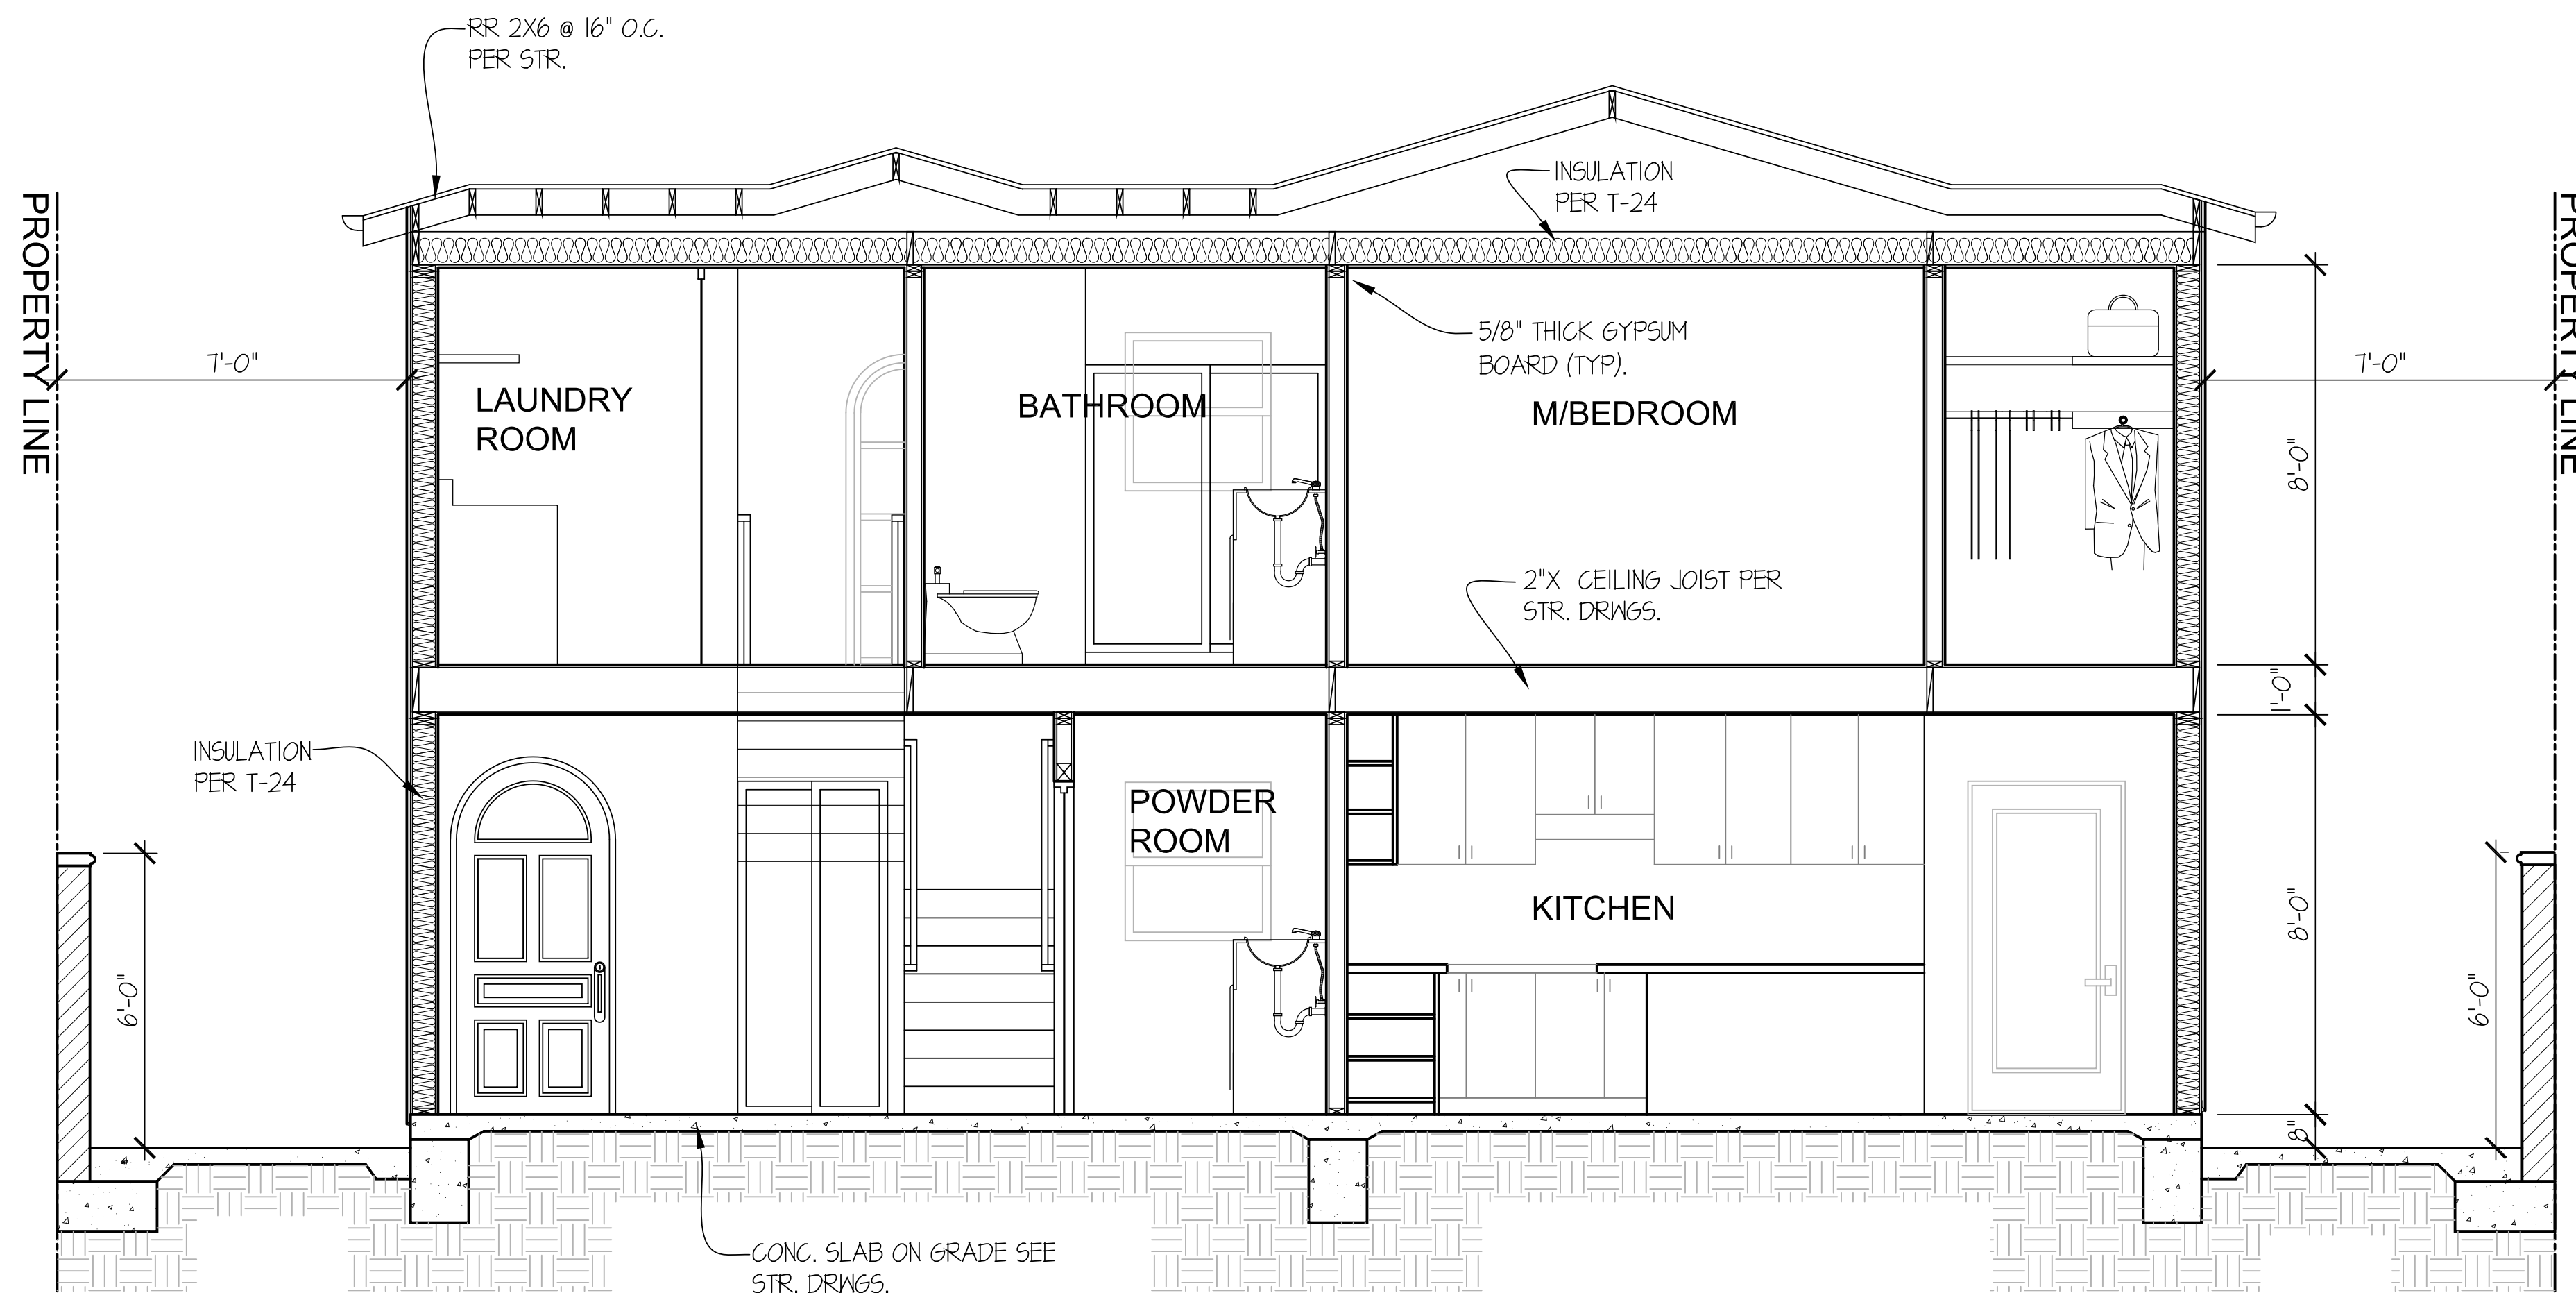 RR 2X6 @ 16" O.C.
PER STR.
INSULATION
PER T-24
PROPERTY LINE
PROPERTY LINE
7'-0"
7'-0"
5/8" THICK GYPSUM
BOARD (TYP).
LAUNDRY
ROOM
BATHROOM
M/BEDROOM
8'-0"
2"X CEILING JOIST PER
STR. DRWGS.
1'-0"
INSULATION
PER T-24
POWDER
ROOM
KITCHEN
8'-0"
6'-0"
6'-0"
8"
CONC. SLAB ON GRADE SEE
STR. DRWGS.